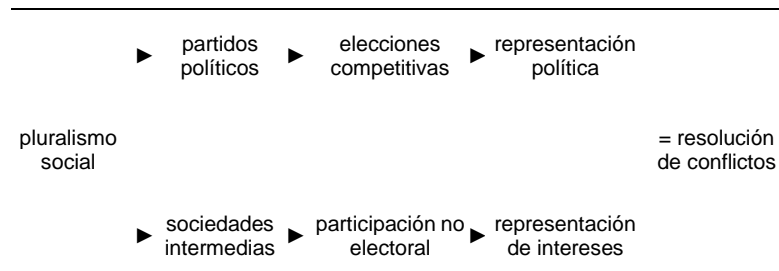 ► partidos políticos ► elecciones competitivas ► representación política
pluralismo social
= resolución de conflictos
► sociedades intermedias ► participación no electoral ► representación de intereses